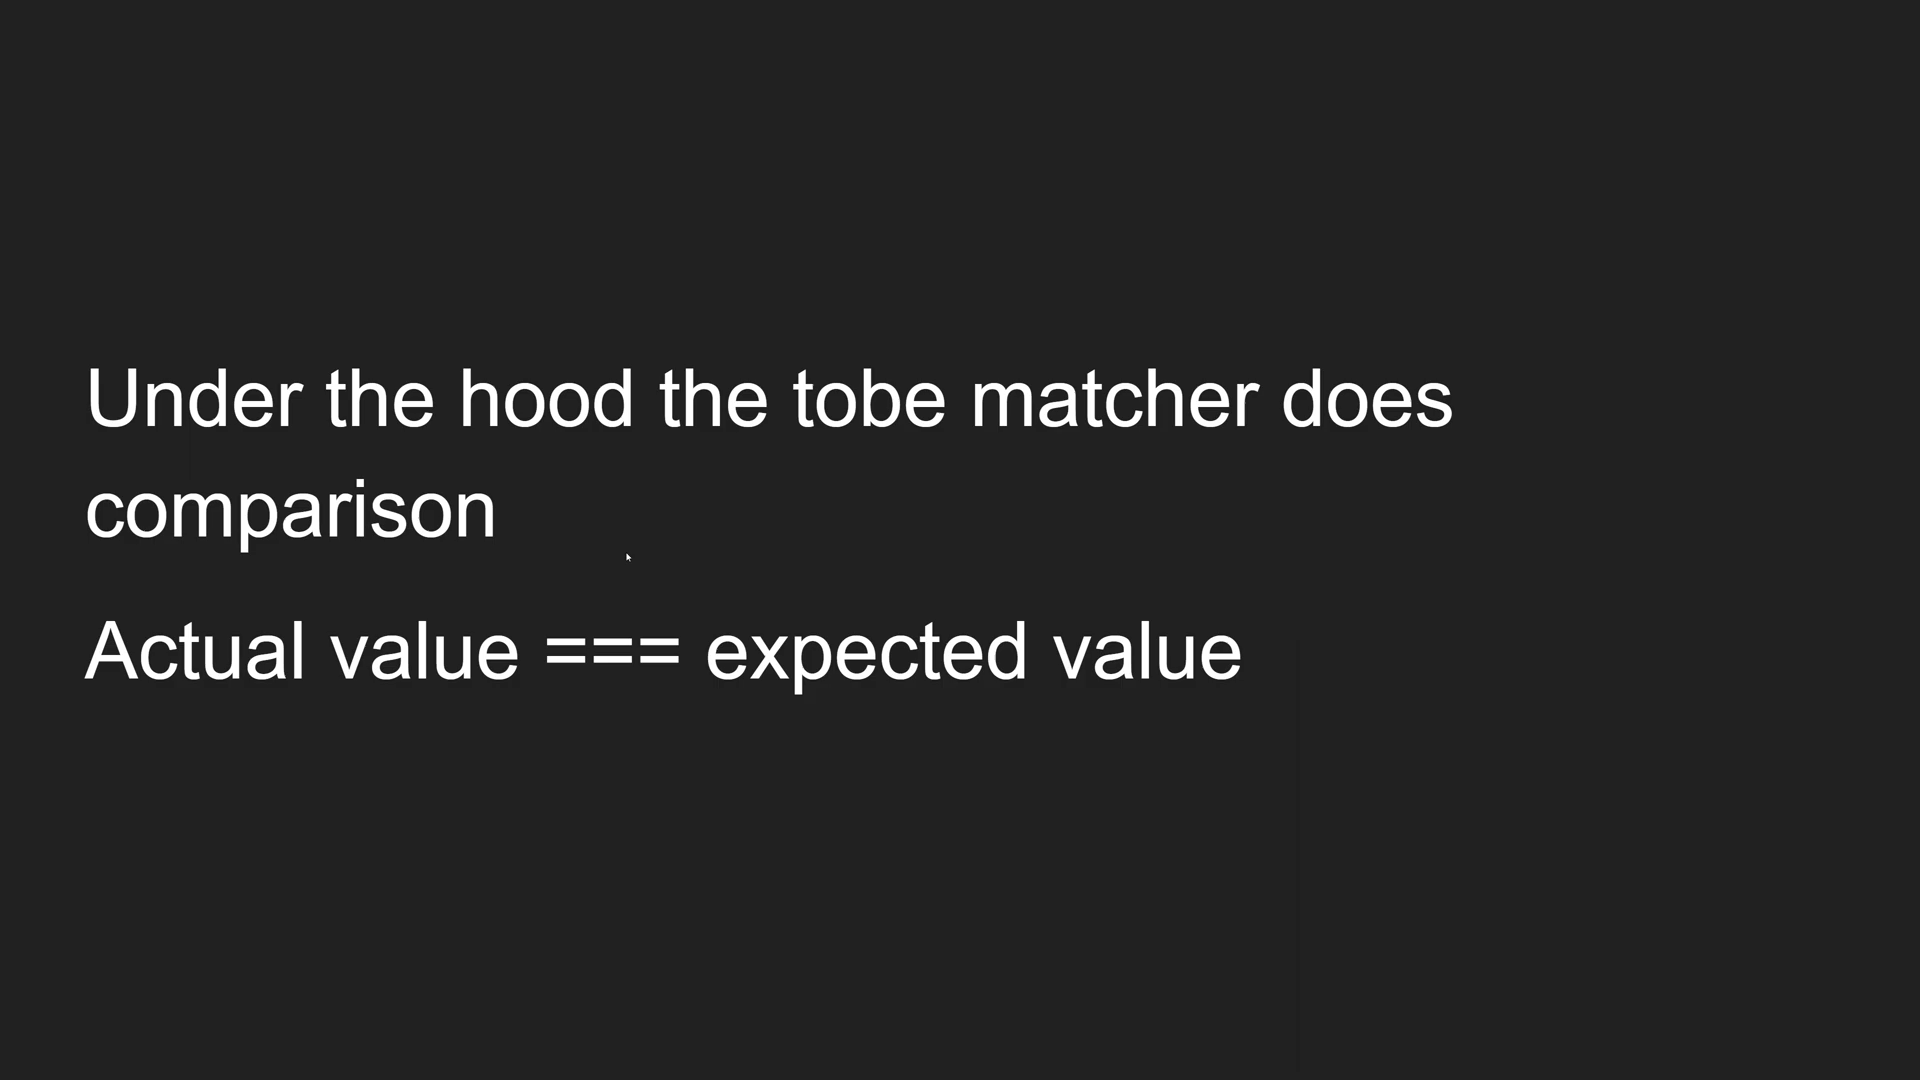 Under the hood the tobe matcher does
comparison
Actual value === expected value